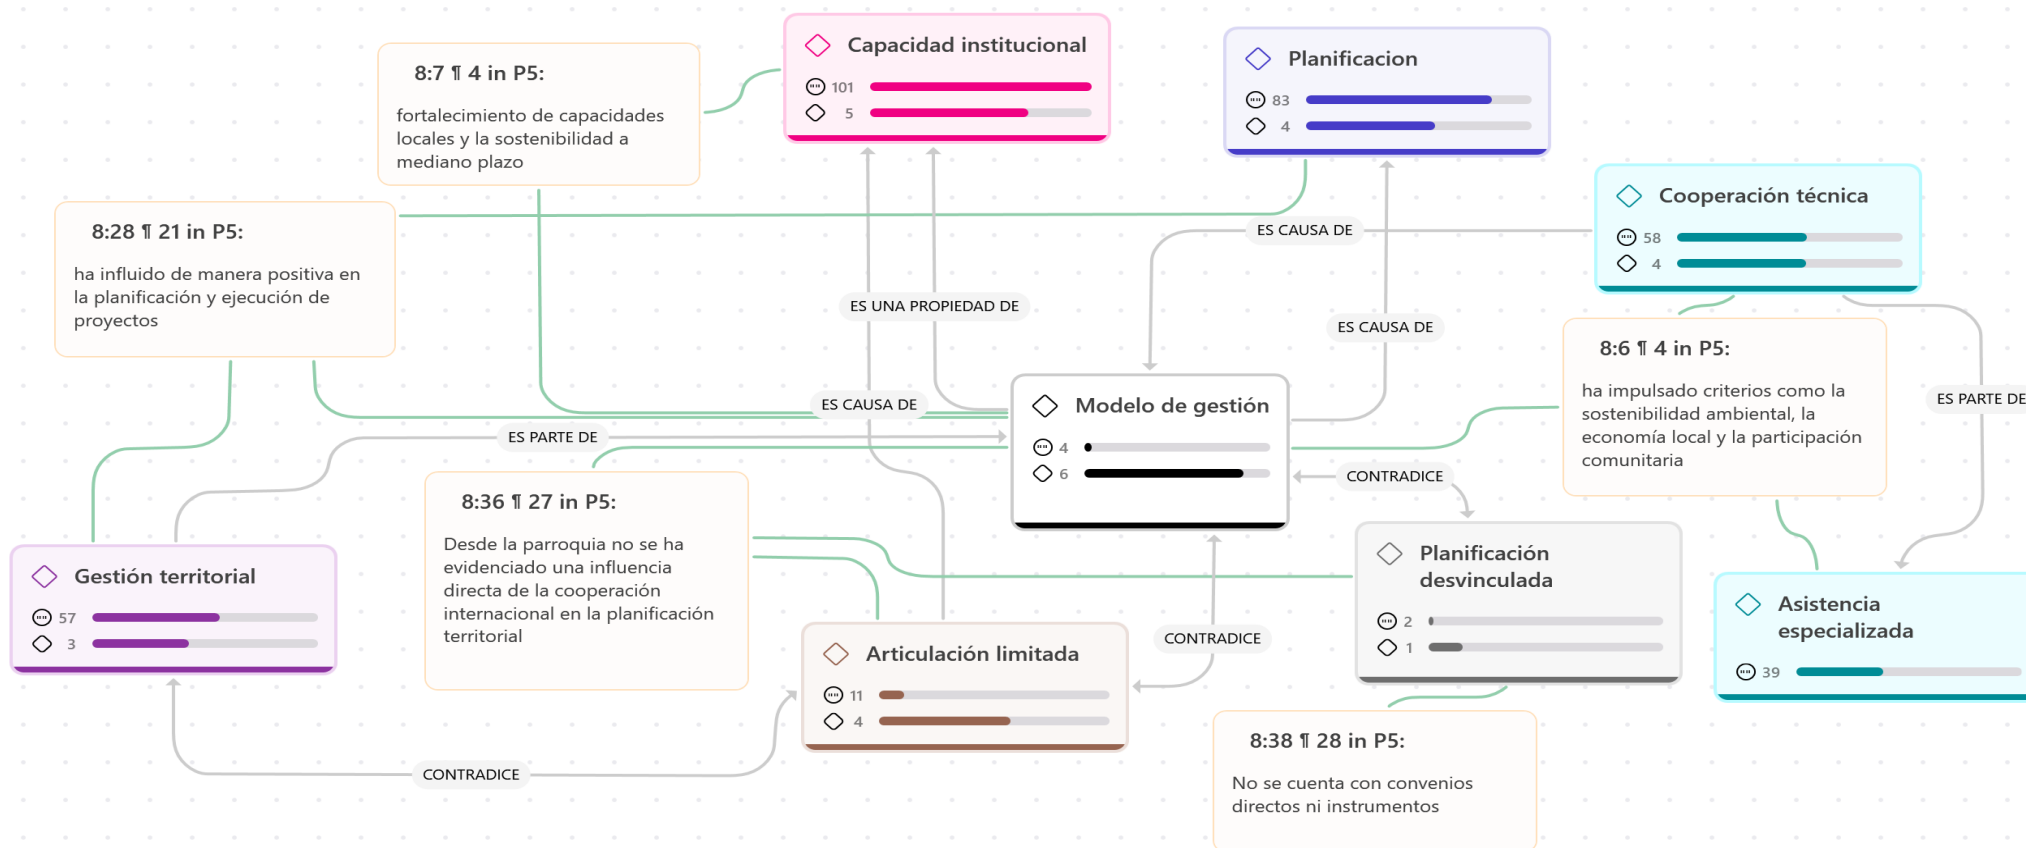 Capacidad institucional
101
5
Planificacion
83
4
8:7 ¶ 4 in P5:
fortalecimiento de capacidades
locales y la sostenibilidad a
mediano plazo
Cooperación técnica
58
4
8:28 ¶ 21 in P5:
ha influido de manera positiva en
la planificación y ejecución de
proyectos
ES CAUSA DE
ES UNA PROPIEDAD DE
ES CAUSA DE
8:6 ¶ 4 in P5:
ha impulsado criterios como la
sostenibilidad ambiental, la
economía local y la participación
comunitaria
ES PARTE DE
ES CAUSA DE
Modelo de gestión
4
6
ES PARTE DE
CONTRADICE
8:36 ¶ 27 in P5:
Desde la parroquia no se ha
evidenciado una influencia
directa de la cooperación
internacional en la planificación
territorial
Planificación
desvinculada
2
1
Gestión territorial
57
3
Asistencia
especializada
39
CONTRADICE
Articulación limitada
11
4
8:38 ¶ 28 in P5:
No se cuenta con convenios
directos ni instrumentos
CONTRADICE